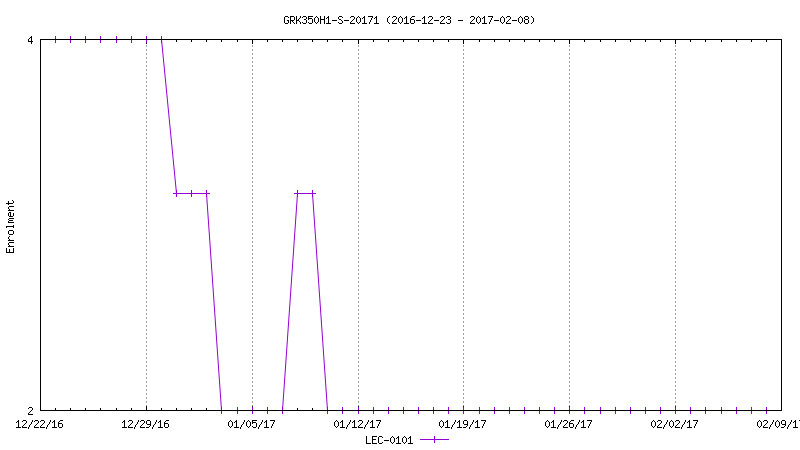 GRK350H1-S-20171 (2016-12-23 - 2017-02-08)
4
Enrolment
2
12/22/16 12/29/16 01/05/17 01/12/17 01/19/17 01/26/17 02/02/17 02/09/1
LEC-0101